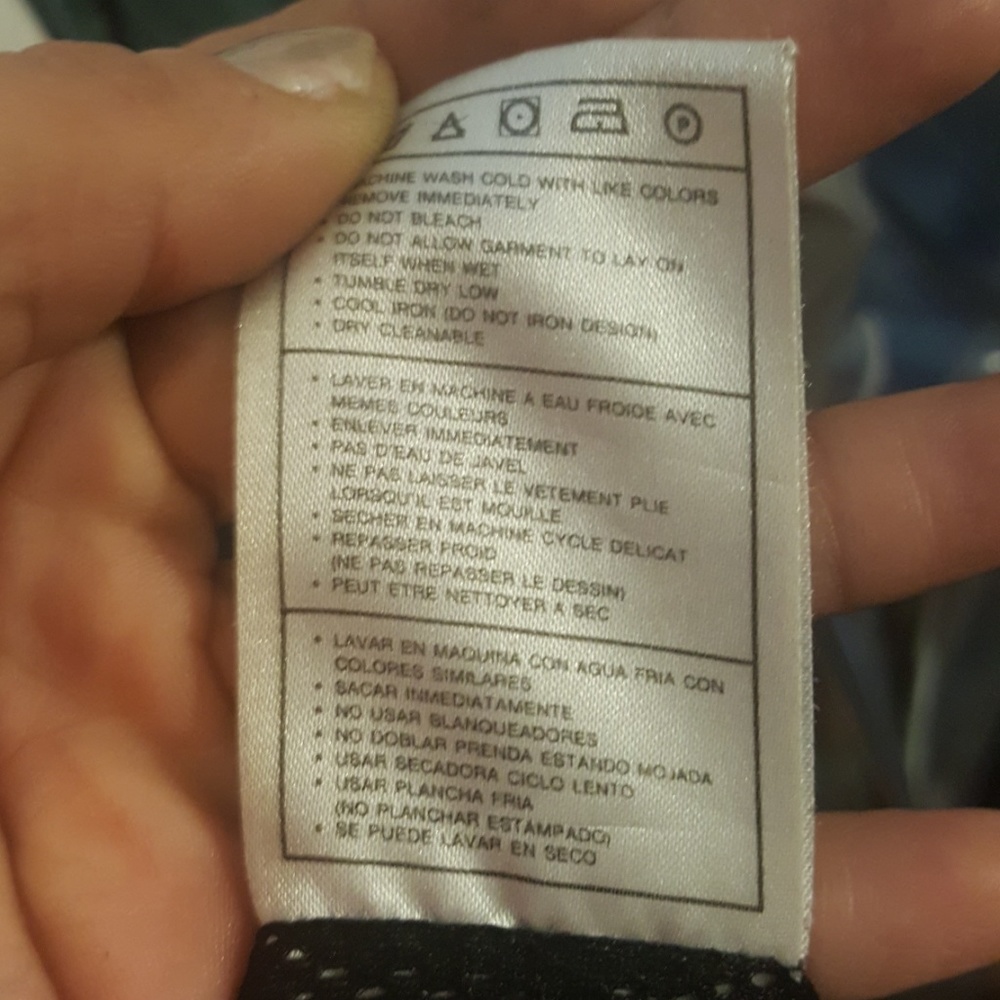 P
MACHINE WASH COLD WITH LIKE COLORS
REMOVE IMMEDIATELY
• DO NOT BLEACH
• DO NOT ALLOW GARMENT TO LAY ON
ITSELF WHEN WET
• TUMBLE DRY LOW
• COOL IRON (DO NOT IRON DESIGN)
• DRY CLEANABLE
• LAVER EN MACHINE A EAU FROIDE AVEC
MEMES COULEURS
• ENLEVER IMMEDIATEMENT
• PAS D'EAU DE JAVEL
• NE PAS LAISSER LE VETEMENT PLIE
LORSQU'IL EST MOUILLE
• SECHER EN MACHINE CYCLE DELICAT
• REPASSER FROID
(NE PAS REPASSER LE DESSIN)
• PEUT ETRE NETTOYER A SEC
• LAVAR EN MAQUINA CON AGUA FRIA CON
COLORES SIMILARES
• SACAR INMEDIATAMENTE
• NO USAR BLANQUEADORES
• NO DOBLAR PRENDA ESTANDO MOJADA
• USAR SECADORA CICLO LENTO
• USAR PLANCHA FRIA
(NO PLANCHAR ESTAMPADO)
• SE PUEDE LAVAR EN SECO